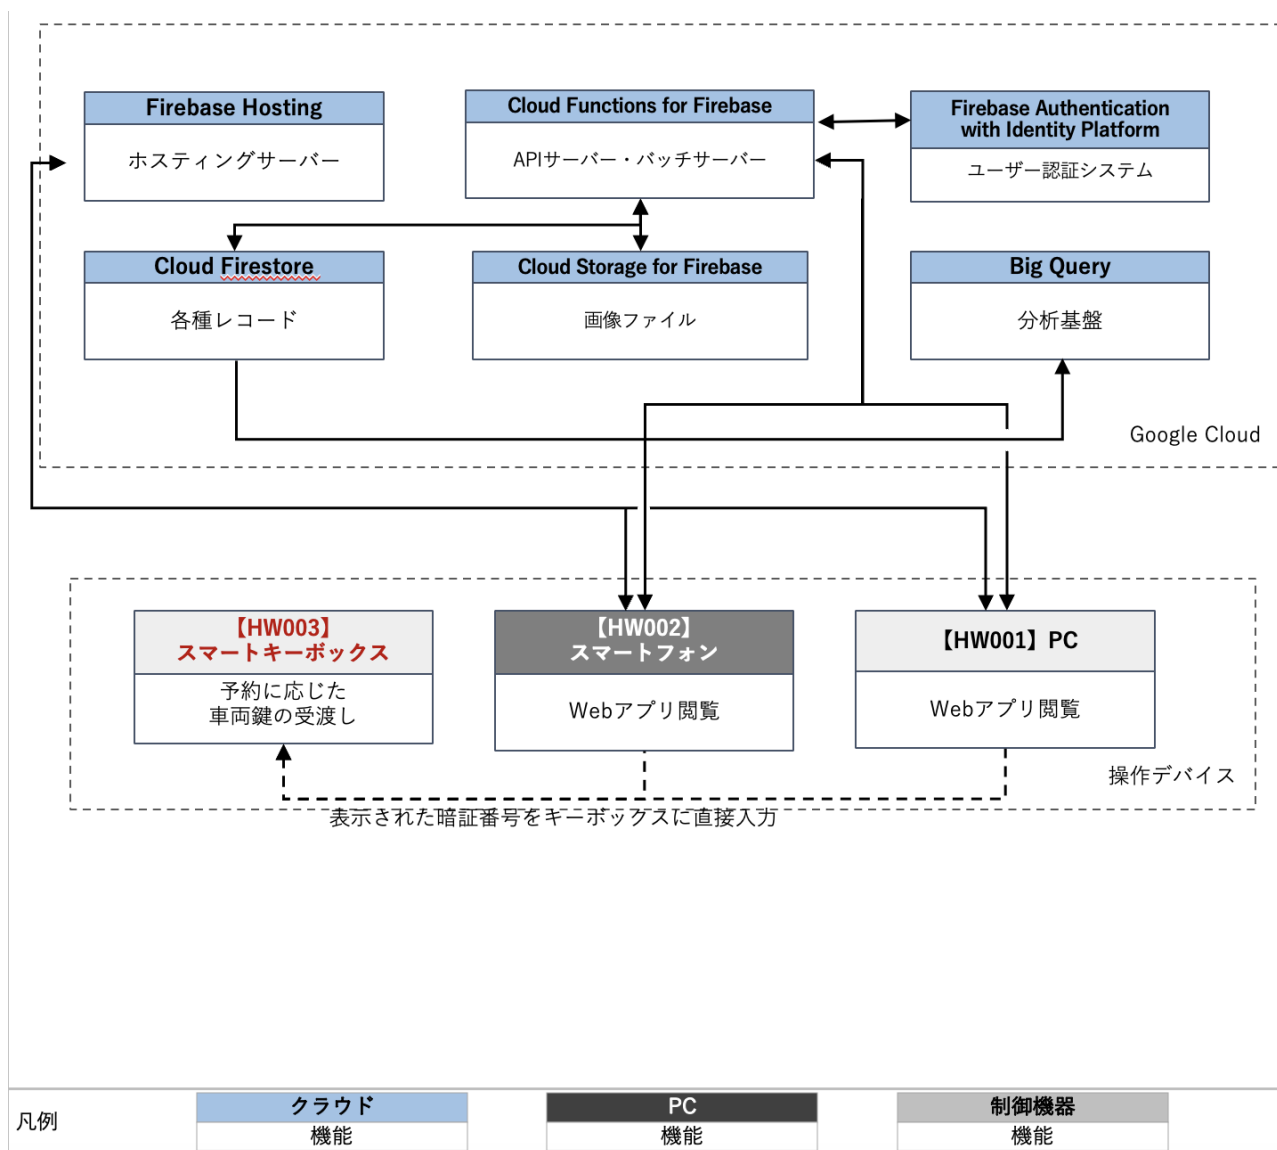 Firebase Hosting
ホスティングサーバー
Cloud Functions for Firebase
APIサーバー・バッチサーバー
Firebase Authentication
with Identity Platform
ユーザー認証システム
Cloud Firestore
各種レコード
Cloud Storage for Firebase
画像ファイル
Big Query
分析基盤
Google Cloud
【HW003】
スマートキーボックス
予約に応じた
車両鍵の受渡し
【HW002】
スマートフォン
Webアプリ閲覧
【HW001】PC
Webアプリ閲覧
操作デバイス
表示された暗証番号をキーボックスに直接入力
凡例
クラウド
機能
PC
機能
制御機器
機能